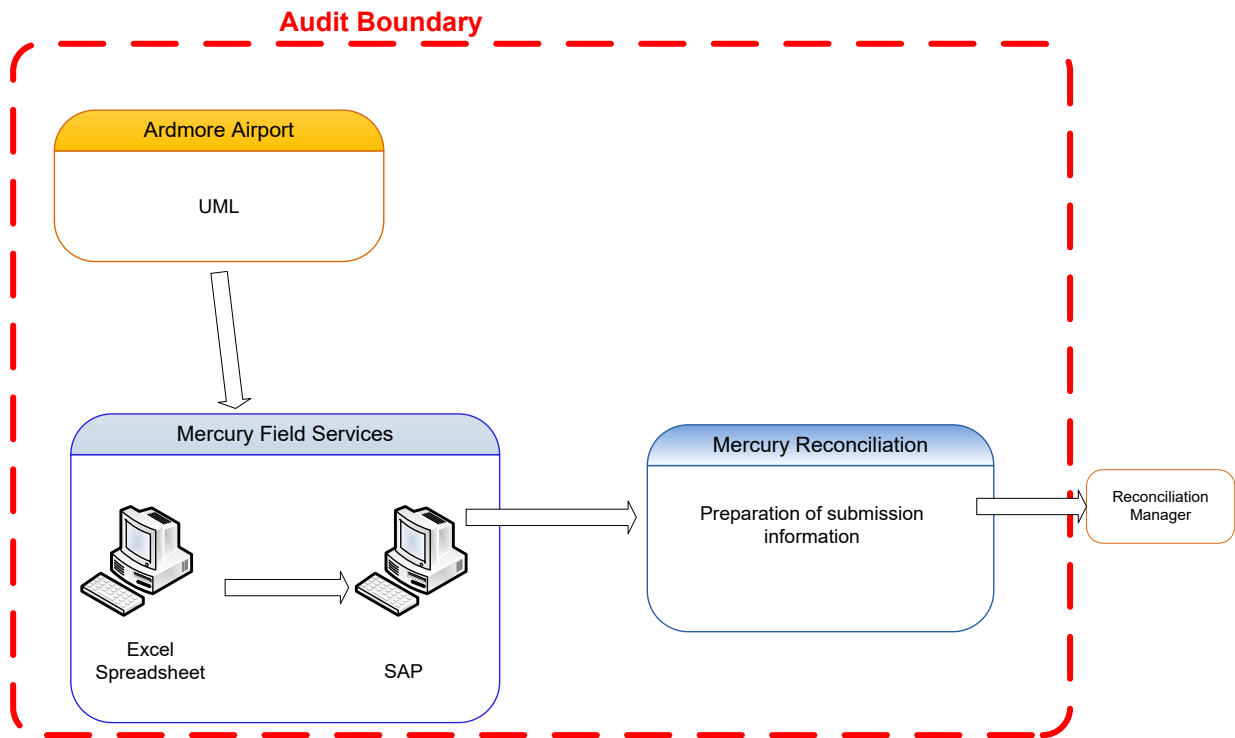 Audit Boundary
Ardmore Airport
UML
Mercury Field Services
Excel
Spreadsheet
SAP
Mercury Reconciliation
Preparation of submission
information
Reconciliation
Manager